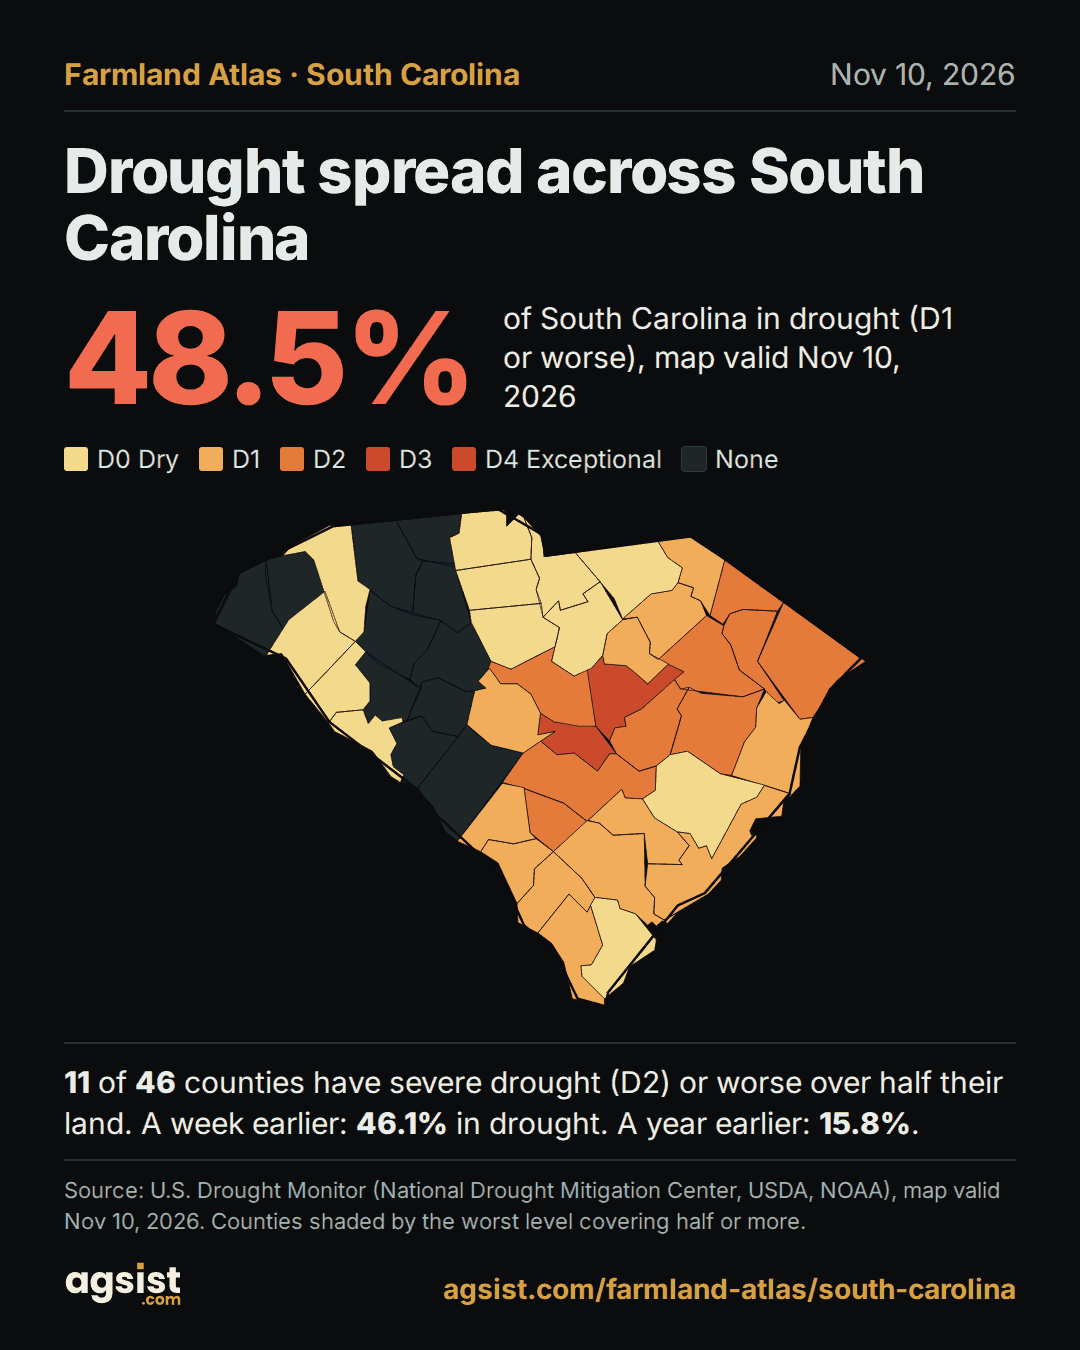 Farmland Atlas · South Carolina
Nov 10, 2026
Drought spread across South
Carolina
48.5%
of South Carolina in drought (D1
or worse), map valid Nov 10,
2026
D0 Dry D1 D2 D3 D4 Exceptional None
11 of 46 counties have severe drought (D2) or worse over half their
land. A week earlier: 46.1% in drought. A year earlier: 15.8%.
Source: U.S. Drought Monitor (National Drought Mitigation Center, USDA, NOAA), map valid
Nov 10, 2026. Counties shaded by the worst level covering half or more.
agsist
.com
agsist.com/farmland-atlas/south-carolina